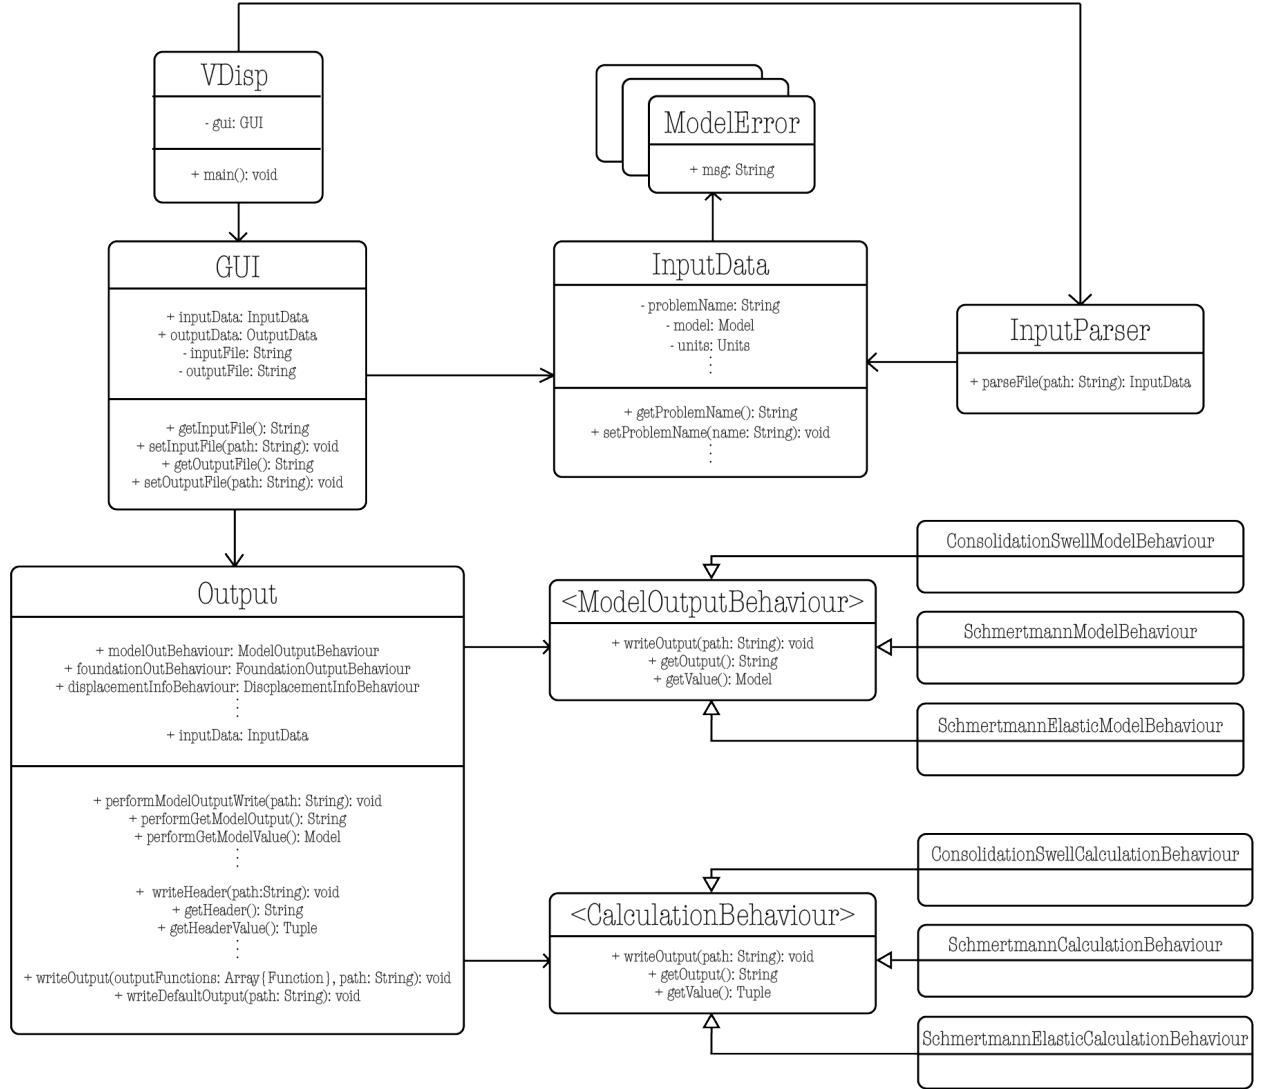 VDisp
- gui: GUI
+ main(): void
ModelError
+ msg: String
GUI
+ inputData: InputData
+ outputData: OutputData
- inputFile: String
- outputFile: String
+ getInputFile(): String
+ setInputFile(path: String): void
+ getOutputFile(): String
+ setOutputFile(path: String): void
InputData
- problemName: String
- model: Model
- units: Units
⋮
+ getProblemName(): String
+ setProblemName(name: String): void
⋮
InputParser
+ parseFile(path: String): InputData
Output
+ modelOutBehaviour: ModelOutputBehaviour
+ foundationOutBehaviour: FoundationOutputBehaviour
+ displacementInfoBehaviour: DiscplacementInfoBehaviour
⋮
+ inputData: InputData
+ performModelOutputWrite(path: String): void
+ performGetModelOutput(): String
+ performGetModelValue(): Model
⋮
+ writeHeader(path:String): void
+ getHeader(): String
+ getHeaderValue(): Tuple
⋮
+ writeOutput(outputFunctions: Array{Function}, path: String): void
+ writeDefaultOutput(path: String): void
<ModelOutputBehaviour>
+ writeOutput(path: String): void
+ getOutput(): String
+ getValue(): Model
ConsolidationSwellModelBehaviour
SchmertmannModelBehaviour
SchmertmannElasticModelBehaviour
<CalculationBehaviour>
+ writeOutput(path: String): void
+ getOutput(): String
+ getValue(): Tuple
ConsolidationSwellCalculationBehaviour
SchmertmannCalculationBehaviour
SchmertmannElasticCalculationBehaviour